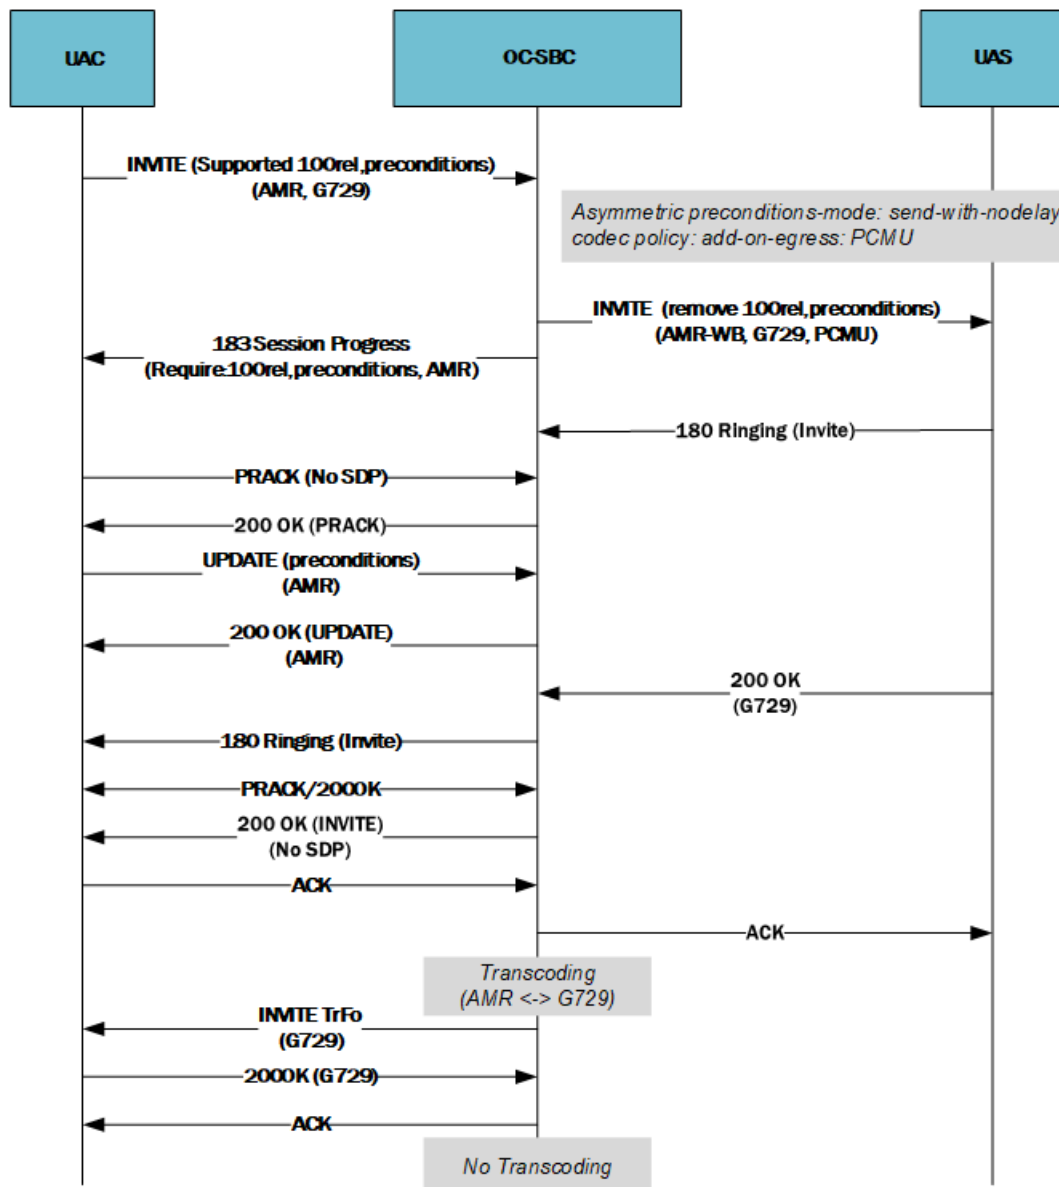 UAC
OC-SBC
UAS
INVITE (Supported 100rel,preconditions)
(AMR, G729)
Asymmetric preconditions-mode: send-with-nodelay
codec policy: add-on-egress: PCMU
INVITE (remove 100rel,preconditions)
(AMR-WB, G729, PCMU)
183 Session Progress
(Require:100rel,preconditions, AMR)
180 Ringing (Invite)
PRACK (No SDP)
200 OK (PRACK)
UPDATE (preconditions)
(AMR)
200 OK (UPDATE)
(AMR)
200 OK
(G729)
180 Ringing (Invite)
PRACK/200OK
200 OK (INVITE)
(No SDP)
ACK
ACK
Transcoding
(AMR <-> G729)
INVITE TrFo
(G729)
200OK (G729)
ACK
No Transcoding